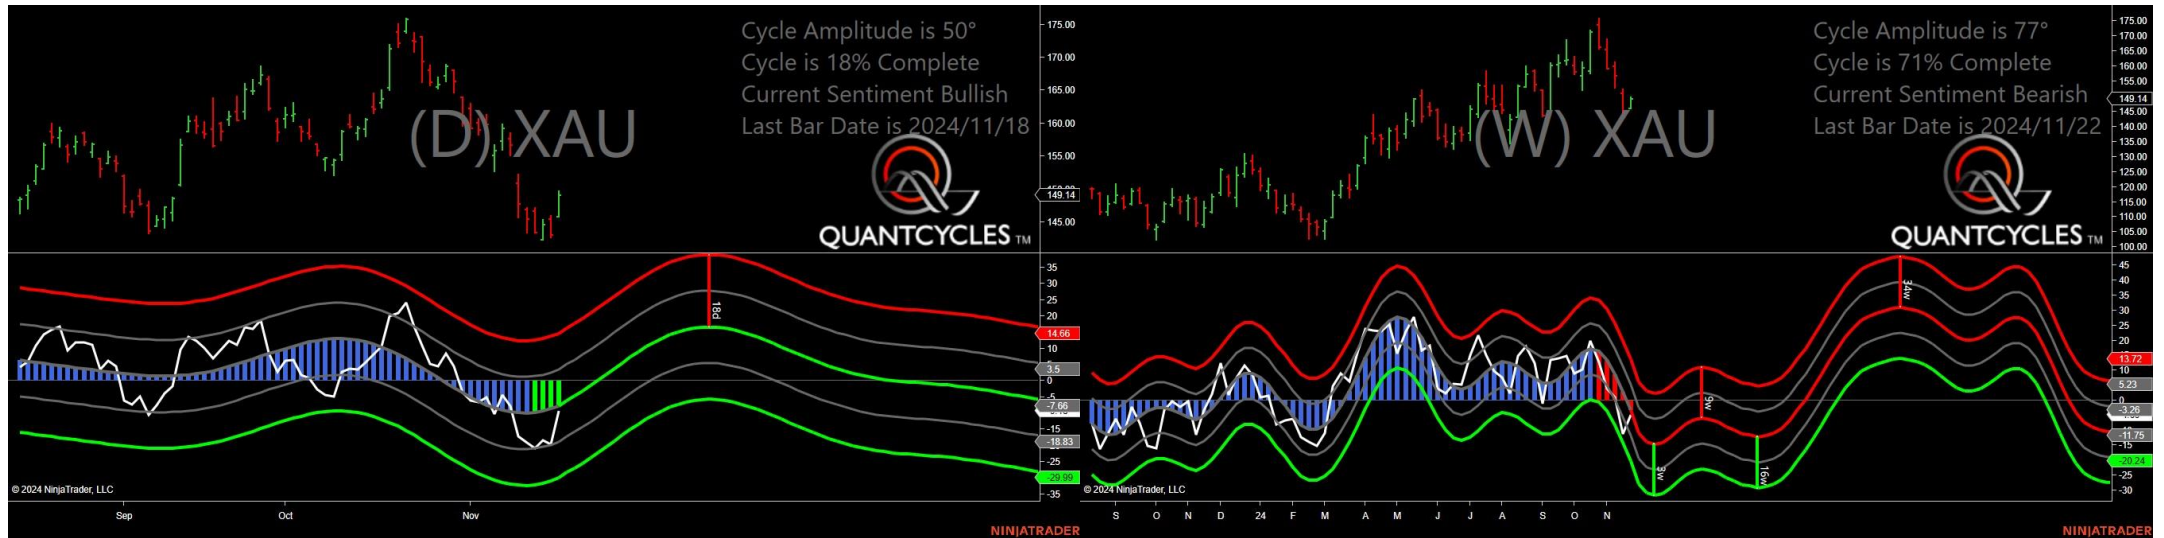 Cycle Amplitude is 50°
Cycle is 18% Complete
Current Sentiment Bullish
Last Bar Date is 2024/11/18
(D) XAU
QUANTCYCLES TM
175.00
170.00
165.00
160.00
155.00
149.14
145.00
35
30
25
20
14.66
10
3.5
0
-7.66
-15
-18.83
-25
-29.99
-35
18d
© 2024 NinjaTrader, LLC
Sep Oct Nov
NINJATRADER
Cycle Amplitude is 77°
Cycle is 71% Complete
Current Sentiment Bearish
Last Bar Date is 2024/11/22
(W) XAU
QUANTCYCLES TM
175.00
170.00
165.00
160.00
155.00
149.14
145.00
140.00
135.00
130.00
125.00
120.00
115.00
110.00
105.00
100.00
45
40
35
30
25
20
13.72
10
5.23
0
-3.26
-11.75
-15
-20.24
-25
-30
3w
9w
16w
34w
© 2024 NinjaTrader, LLC
S O N D 24 F M A M J J A S O N
NINJATRADER